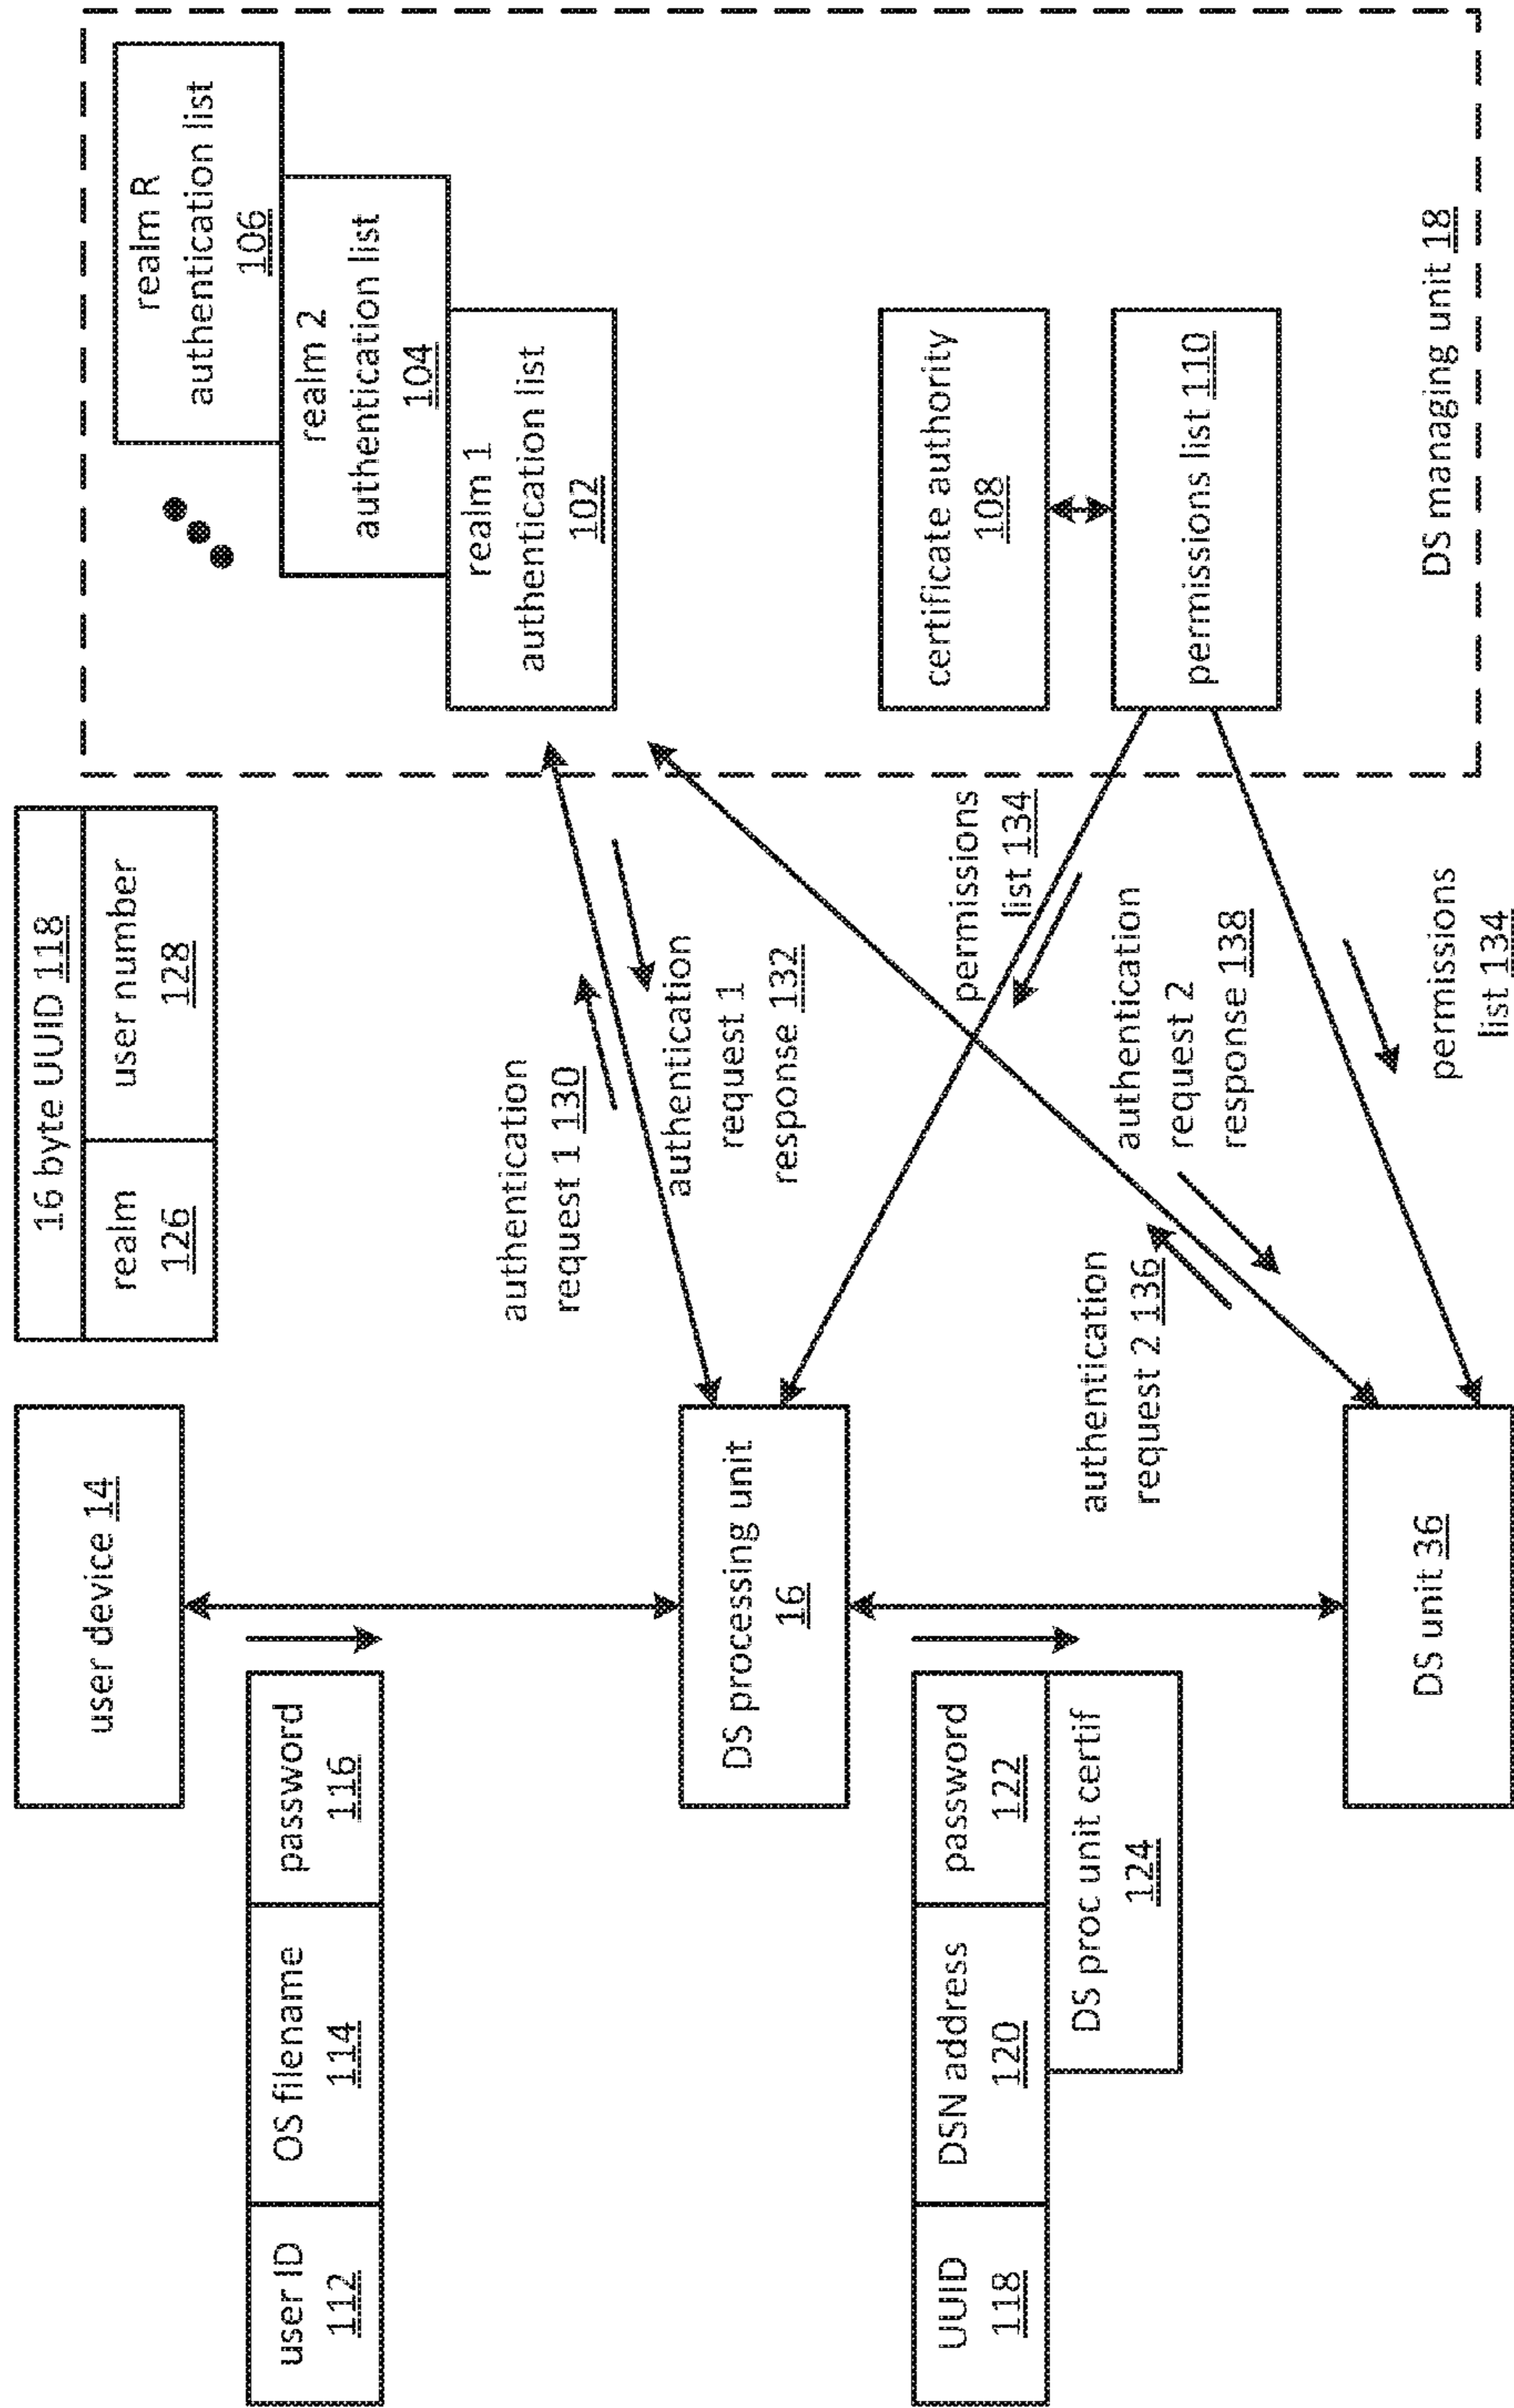 user device 14
user ID
112
OS filename
114
password
116
DS processing unit
16
UUID
118
DSN address
120
password
122
DS proc unit certif
124
DS unit 36
16 byte UUID 118
realm
126
user number
128
authentication
request 1 130
authentication
request 1
response 132
permissions
list 134
authentication
request 2 136
authentication
request 2
response 138
permissions
list 134
realm R
authentication list
106
realm 2
authentication list
104
realm 1
authentication list
102
certificate authority
108
permissions list 110
DS managing unit 18